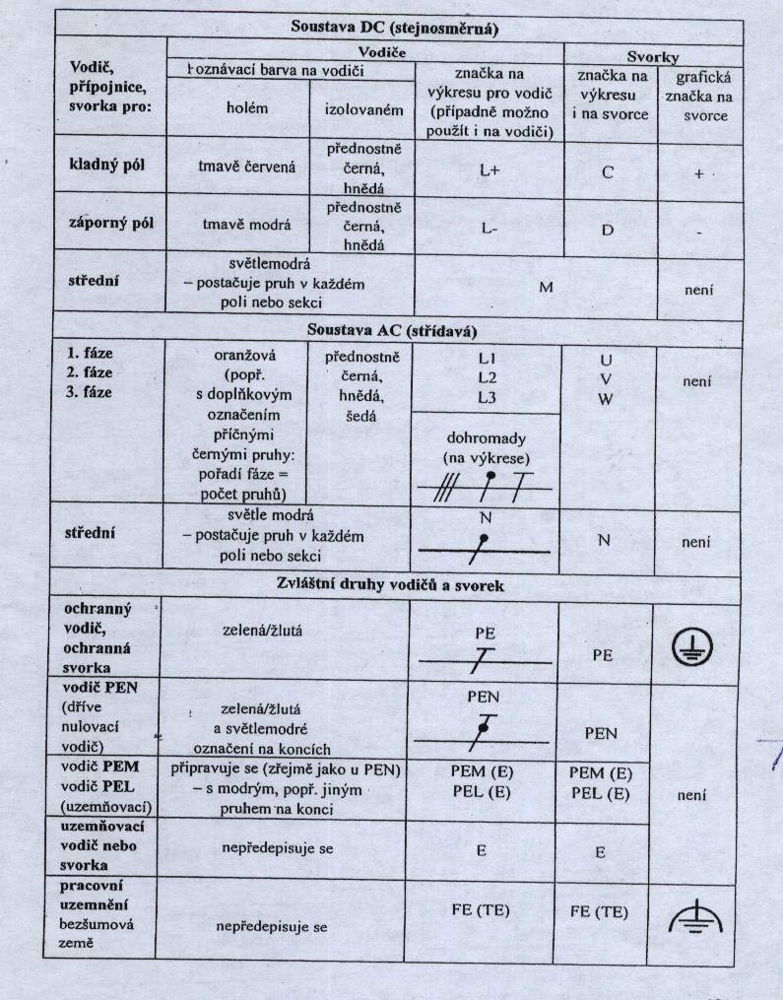 Soustava DC (stejnosměrná)
Vodič,
přípojnice,
svorka pro:
Vodiče
Svorky
Poznávací barva na vodiči
holém
izolovaném
značka na
výkresu pro vodič
(případně možno
použít i na vodiči)
značka na
výkresu
i na svorce
grafická
značka na
svorce
kladný pól
tmavě červená
přednostně
černá,
hnědá
L+
C
+
záporný pól
tmavě modrá
přednostně
černá,
hnědá
L-
D
-
střední
světlemodrá
– postačuje pruh v každém
poli nebo sekci
M
není
Soustava AC (střídavá)
1. fáze
2. fáze
3. fáze
oranžová
(popř.
s doplňkovým
označením
příčnými
černými pruhy:
pořadí fáze =
počet pruhů)
přednostně
černá,
hnědá,
šedá
L1
L2
L3
dohromady
(na výkrese)
U
V
W
není
střední
světle modrá
– postačuje pruh v každém
poli nebo sekci
N
N
není
Zvláštní druhy vodičů a svorek
ochranný
vodič,
ochranná
svorka
zelená/žlutá
PE
PE
vodič PEN
(dříve
nulovací
vodič)
zelená/žlutá
a světlemodré
označení na koncích
PEN
PEN
vodič PEM
vodič PEL
(uzemňovací)
připravuje se (zřejmě jako u PEN)
– s modrým, popř. jiným
pruhem na konci
PEM (E)
PEL (E)
PEM (E)
PEL (E)
není
uzemňovací
vodič nebo
svorka
nepředepisuje se
E
E
pracovní
uzemnění
bezšumová
země
nepředepisuje se
FE (TE)
FE (TE)